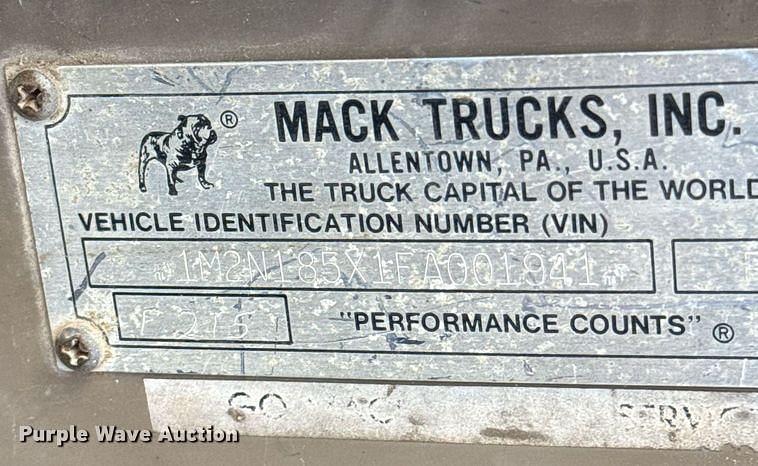 ® MACK TRUCKS, INC.
ALLENTOWN, PA., U.S.A.
THE TRUCK CAPITAL OF THE WORLD
VEHICLE IDENTIFICATION NUMBER (VIN)
1M2N185X1FA001941
"PERFORMANCE COUNTS" ®
Purple Wave Auction